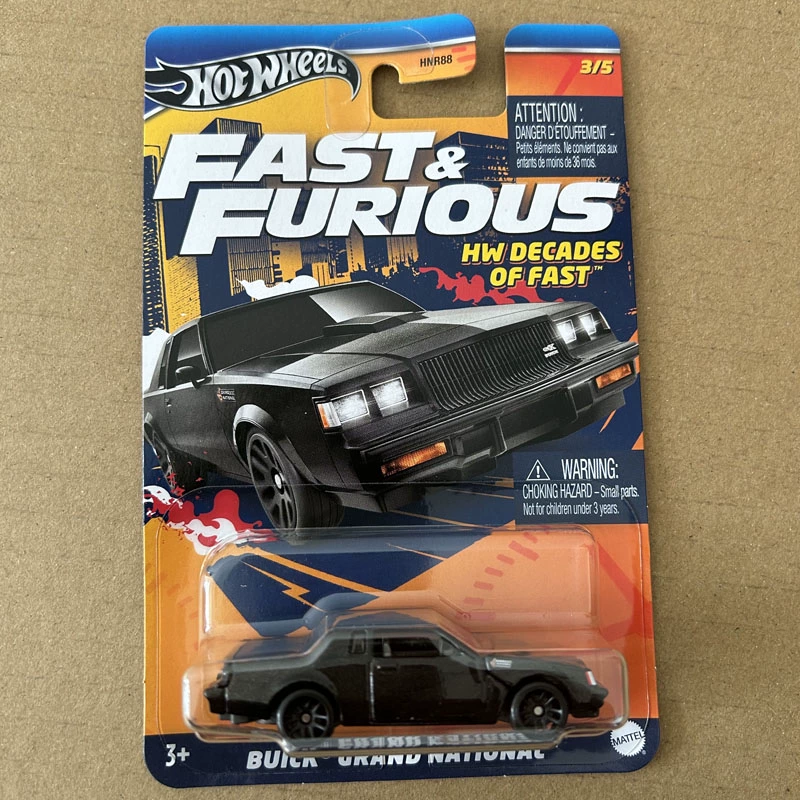 HOT WHEELS
HNR88
3/5
ATTENTION :
DANGER D'ÉTOUFFEMENT –
Petits éléments. Ne convient pas aux
enfants de moins de 36 mois.
FAST &
FURIOUS
HW DECADES
OF FAST™
WARNING:
CHOKING HAZARD – Small parts.
Not for children under 3 years.
3+
BUICK® GRAND NATIONAL
MATTEL